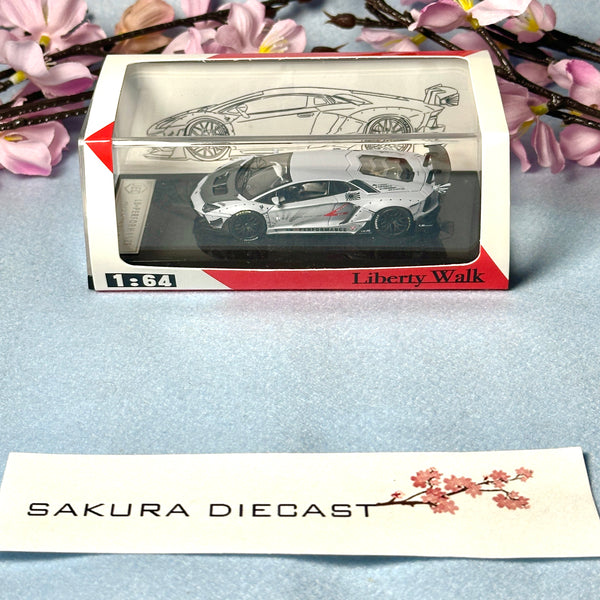 PERFORMANCE
1:64
Liberty Walk
SAKURA DIECAST